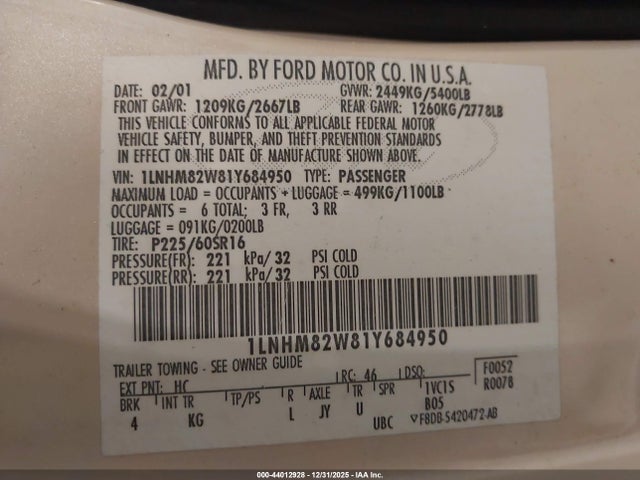 MFD. BY FORD MOTOR CO. IN U.S.A.
DATE: 02/01 GVWR: 2449KG/5400LB
FRONT GAWR: 1209KG/2667LB REAR GAWR: 1260KG/2778LB
THIS VEHICLE CONFORMS TO ALL APPLICABLE FEDERAL MOTOR
VEHICLE SAFETY, BUMPER, AND THEFT PREVENTION STANDARDS
IN EFFECT ON THE DATE OF MANUFACTURE SHOWN ABOVE.
VIN: 1LNHM82W81Y684950 TYPE: PASSENGER
MAXIMUM LOAD = OCCUPANTS + LUGGAGE = 499KG/1100LB
OCCUPANTS = 6 TOTAL; 3 FR, 3 RR
LUGGAGE = 091KG/0200LB
TIRE: P225/60SR16
PRESSURE(FR): 221 kPa/ 32 PSI COLD
PRESSURE(RR): 221 kPa/ 32 PSI COLD
1LNHM82W81Y684950
TRAILER TOWING - SEE OWNER GUIDE
EXT PNT: HC RC: 46 DSO: F0052
R0078
BRK INT TR TP/PS R AXLE TR SPR 1VC1S
4 KG L JY U B05
UBC F8DB-5420472-AB
000-44012928 - 12/31/2025 - IAA Inc.